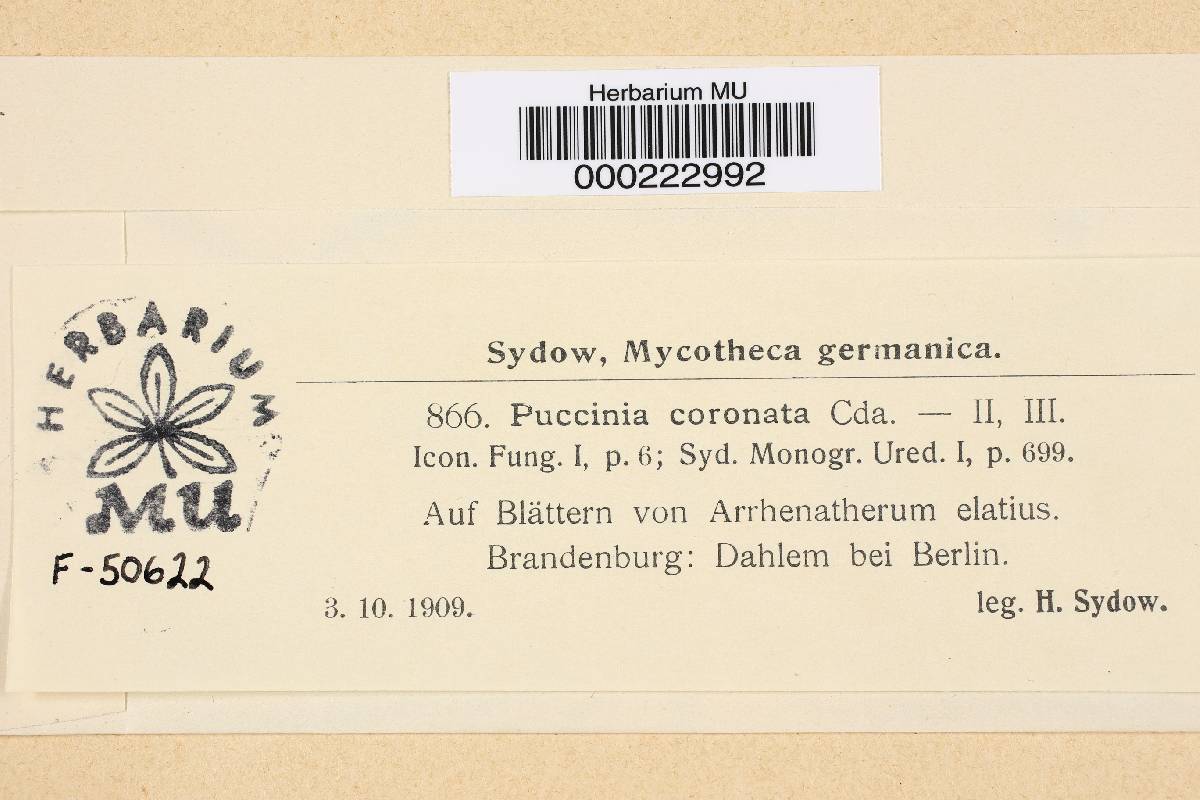 Herbarium MU
000222992
HERBARIUM
MU
F-50622
Sydow, Mycotheca germanica.
866. Puccinia coronata Cda. — II, III.
Icon. Fung. I, p. 6; Syd. Monogr. Ured. I, p. 699.
Auf Blättern von Arrhenatherum elatius.
Brandenburg: Dahlem bei Berlin.
3. 10. 1909. leg. H. Sydow.